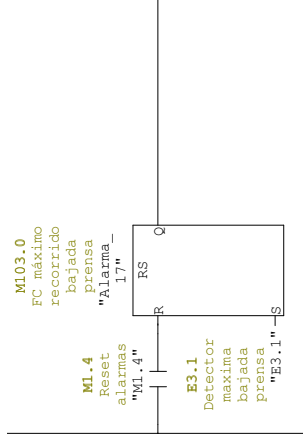 M103.0
FC máximo
recorrido
bajada
prensa
"Alarma_
17"
RS
M1.4
Reset
alarmas
"M1.4"
R
Q
E3.1
Detector
maxima
bajada
prensa
"E3.1"
S